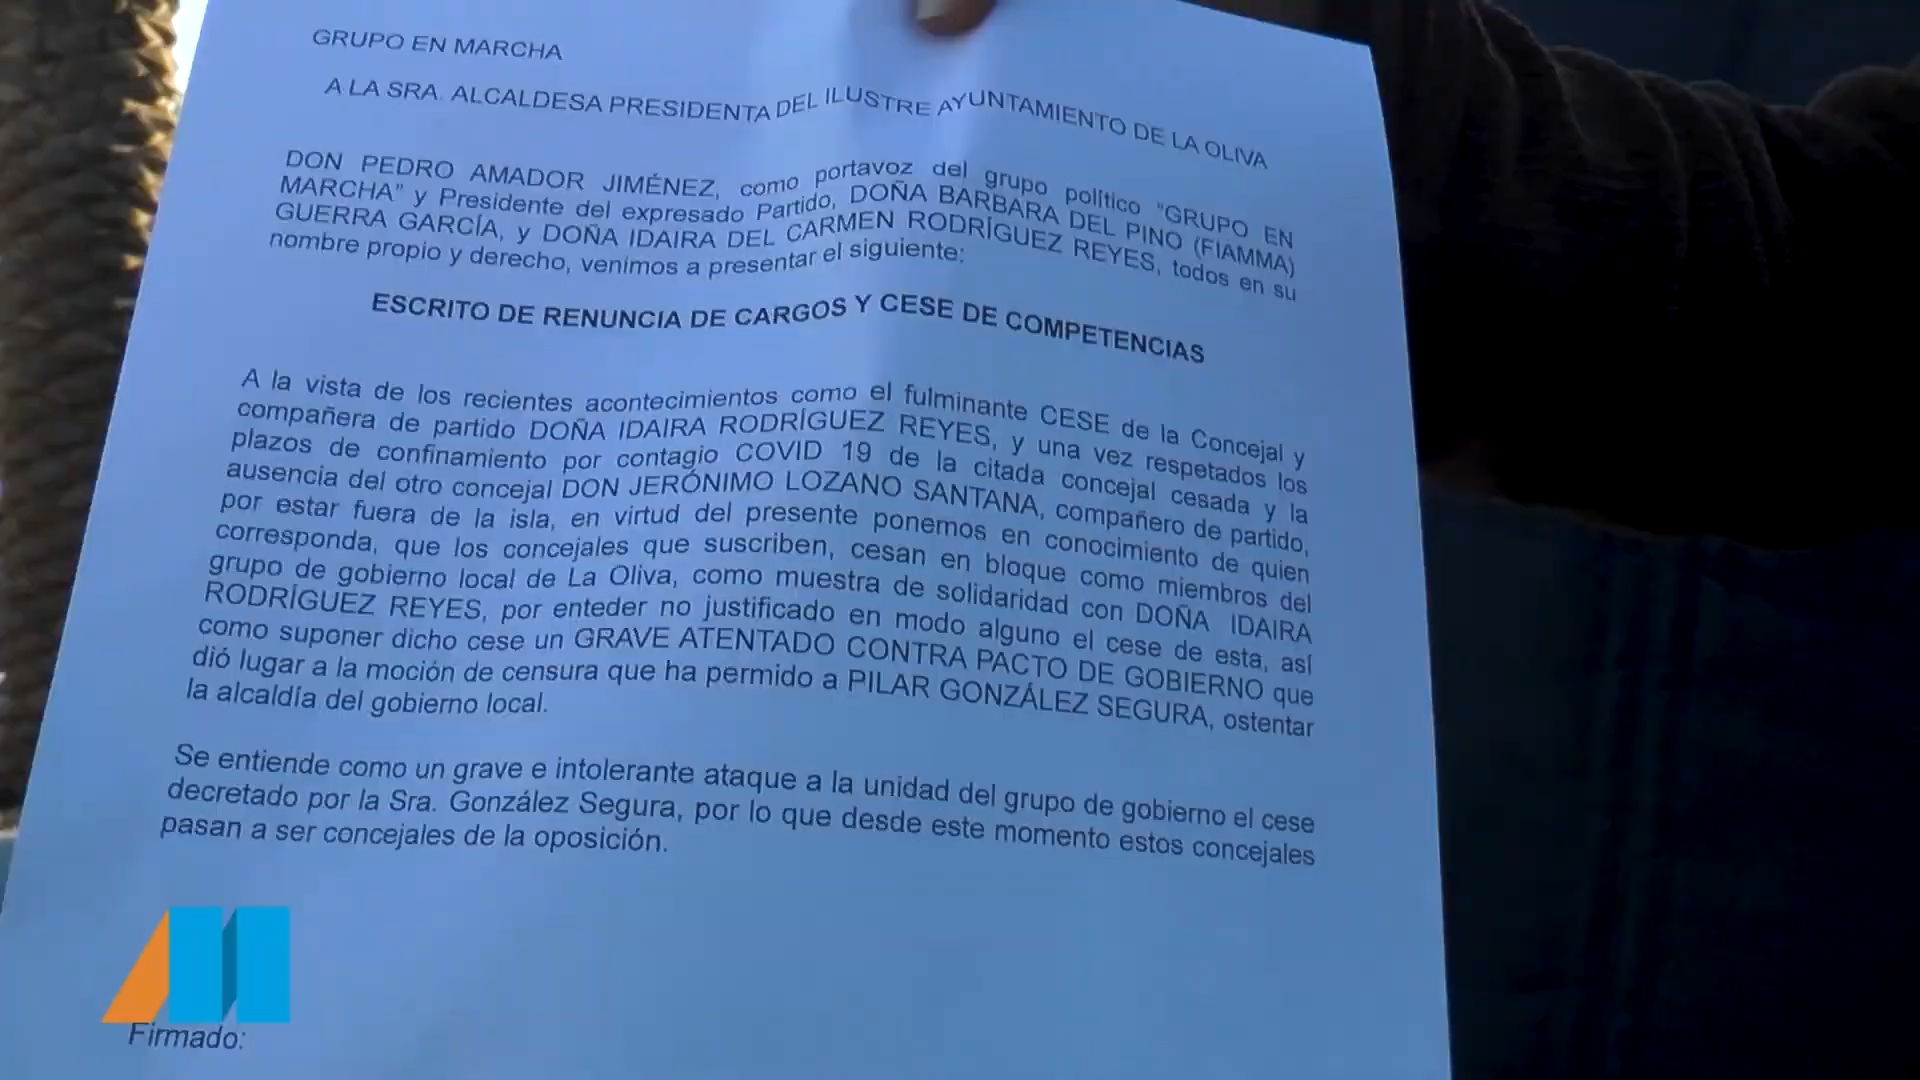 GRUPO EN MARCHA
A LA SRA. ALCALDESA PRESIDENTA DEL ILUSTRE AYUNTAMIENTO DE LA OLIVA
DON PEDRO AMADOR JIMÉNEZ, como portavoz del grupo político "GRUPO EN
MARCHA" y Presidente del expresado Partido, DOÑA BARBARA DEL PINO (FIAMMA)
GUERRA GARCÍA, y DOÑA IDAIRA DEL CARMEN RODRÍGUEZ REYES, todos en su
nombre propio y derecho, venimos a presentar el siguiente:
ESCRITO DE RENUNCIA DE CARGOS Y CESE DE COMPETENCIAS
A la vista de los recientes acontecimientos como el fulminante CESE de la Concejal y
compañera de partido DOÑA IDAIRA RODRÍGUEZ REYES, y una vez respetados los
plazos de confinamiento por contagio COVID 19 de la citada concejal cesada y la
ausencia del otro concejal DON JERÓNIMO LOZANO SANTANA, compañero de partido,
por estar fuera de la isla, en virtud del presente ponemos en conocimiento de quien
corresponda, que los concejales que suscriben, cesan en bloque como miembros del
grupo de gobierno local de La Oliva, como muestra de solidaridad con DOÑA IDAIRA
RODRÍGUEZ REYES, por enteder no justificado en modo alguno el cese de esta, así
como suponer dicho cese un GRAVE ATENTADO CONTRA PACTO DE GOBIERNO que
dió lugar a la moción de censura que ha permido a PILAR GONZÁLEZ SEGURA, ostentar
la alcaldía del gobierno local.
Se entiende como un grave e intolerante ataque a la unidad del grupo de gobierno el cese
decretado por la Sra. González Segura, por lo que desde este momento estos concejales
pasan a ser concejales de la oposición.
Firmado: